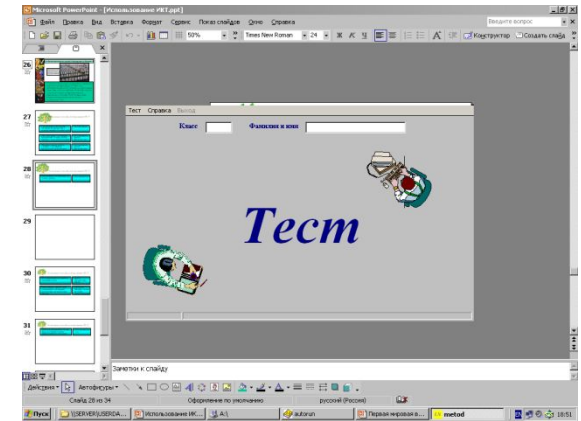 Microsoft PowerPoint - [Использование ИКТ.ppt]
Файл Правка Вид Вставка Формат Сервис Показ слайдов Окно Справка
Введите вопрос
50% Times New Roman 24 Ж К Ч Конструктор Создать слайд
26
27
28
29
30
31
Тест Справка Выход
Класс Фамилия и имя
Тест
Заметки к слайду
Действия Автофигуры
Слайд 28 из 34 Оформление по умолчанию русский (Россия)
Пуск \\SERVER\USERDA... Использование ИК... A:\ autorun Первая мировая в... metod 18:51